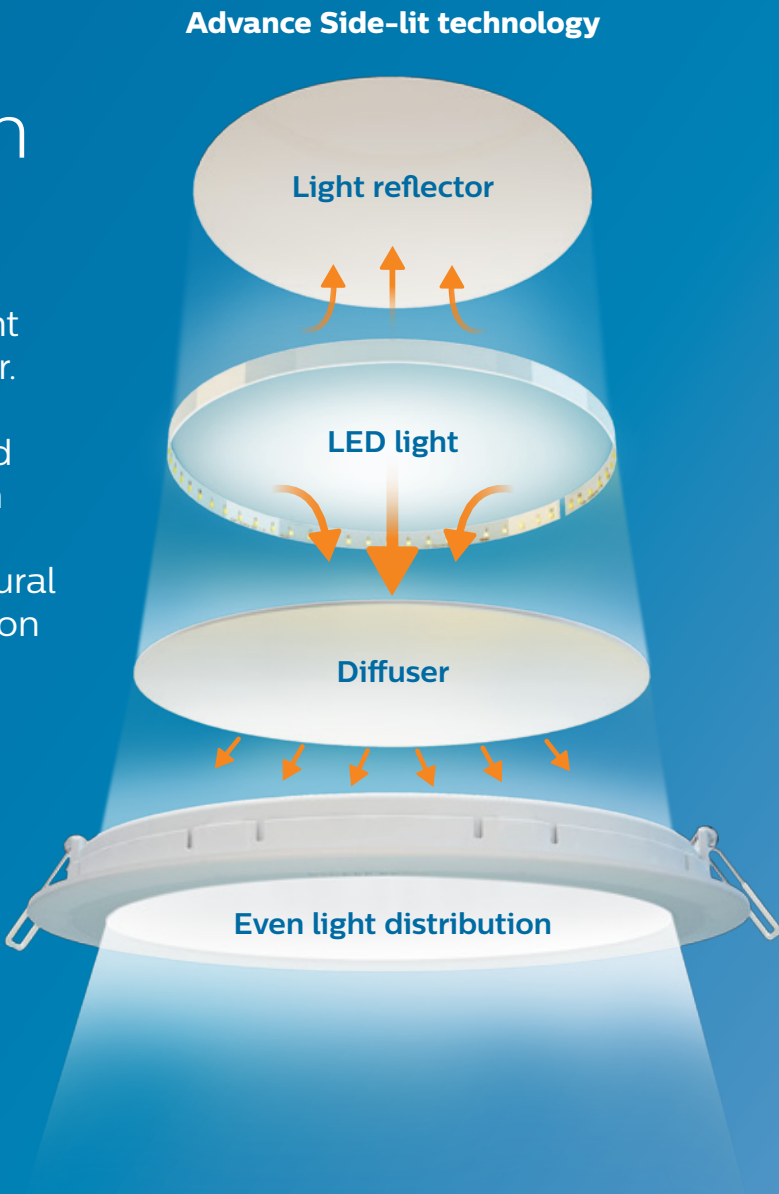 Advance Side-lit technology
Light reflector
LED light
Diffuser
Even light distribution